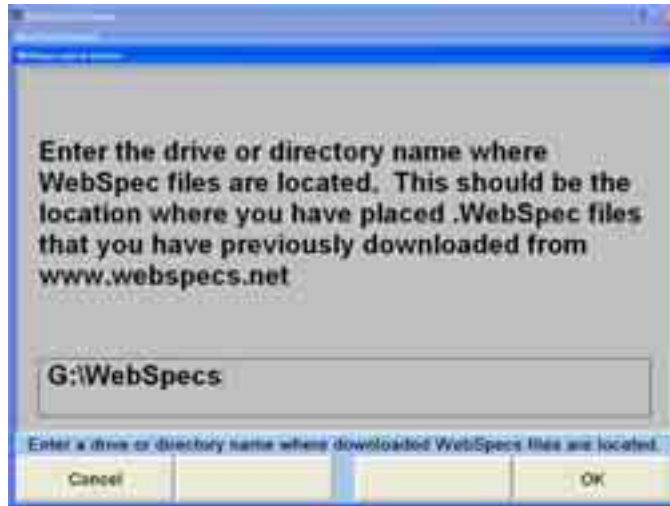 Enter the drive or directory name where
WebSpec files are located. This should be the
location where you have placed .WebSpec files
that you have previously downloaded from
www.webspecs.net
G:\WebSpecs
Enter a drive or directory name where downloaded WebSpecs files are located.
Cancel
OK